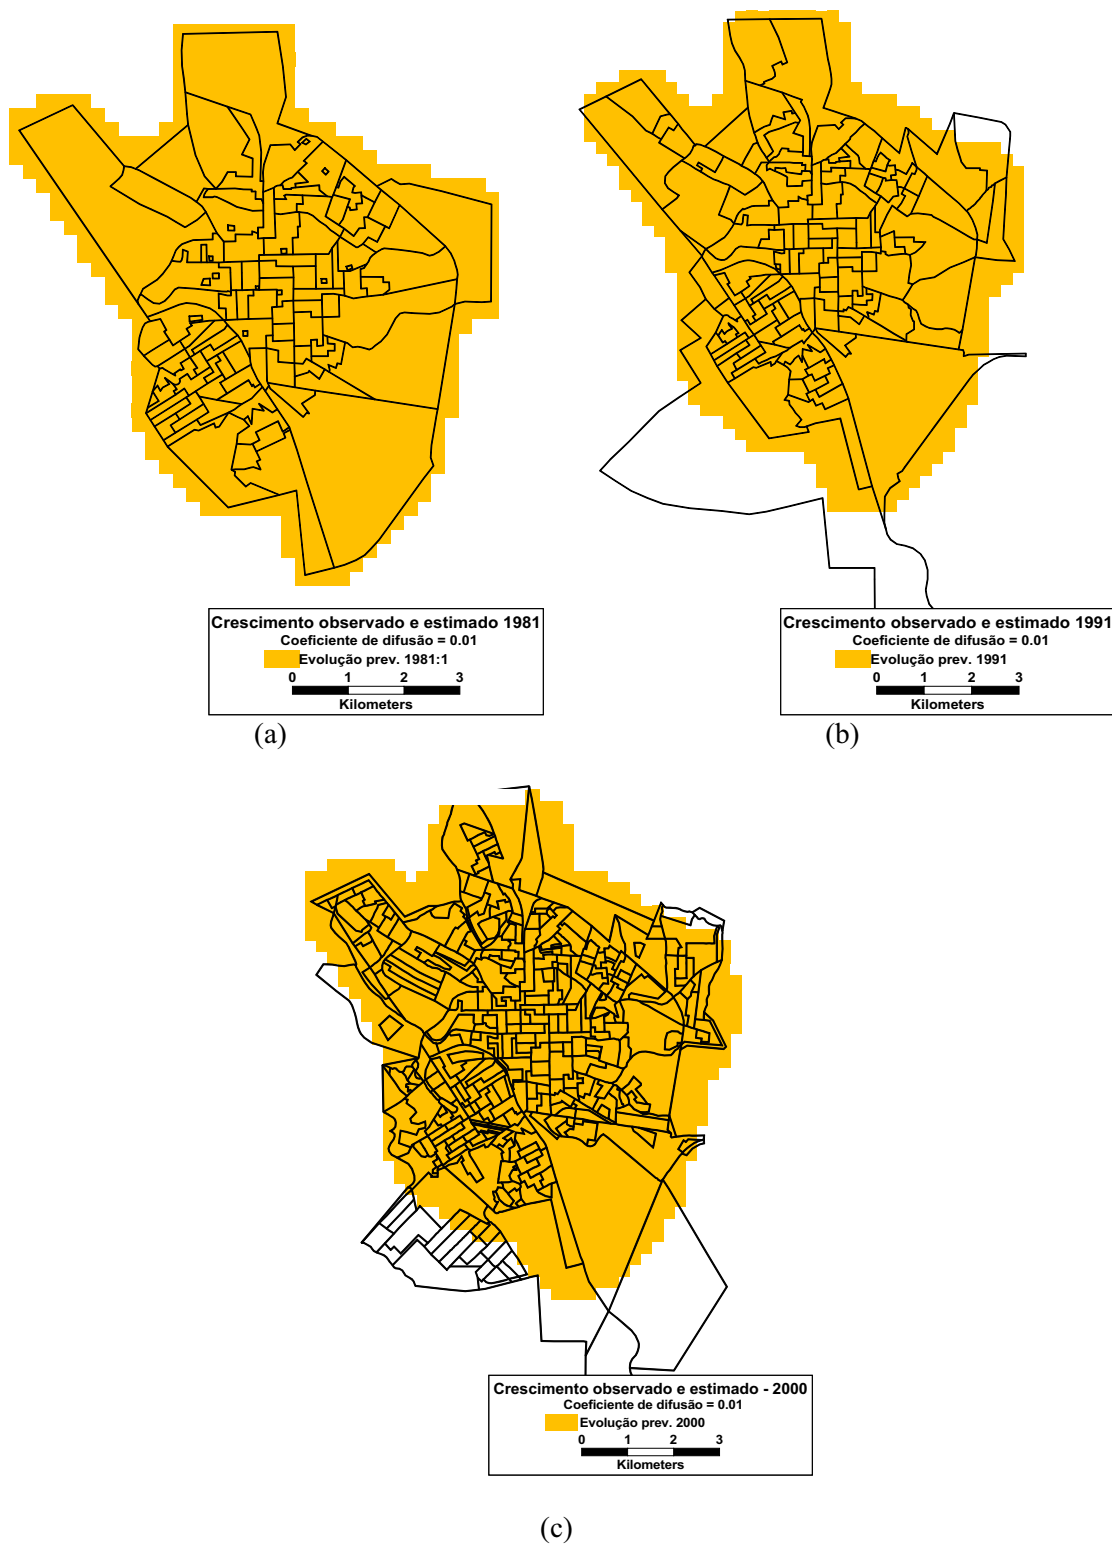 Crescimento observado e estimado 1981
Coeficiente de difusão = 0.01
Evolução prev. 1981:1
0 1 2 3
Kilometers
(a)
Crescimento observado e estimado 1991
Coeficiente de difusão = 0.01
Evolução prev. 1991
0 1 2 3
Kilometers
(b)
Crescimento observado e estimado - 2000
Coeficiente de difusão = 0.01
Evolução prev. 2000
0 1 2 3
Kilometers
(c)